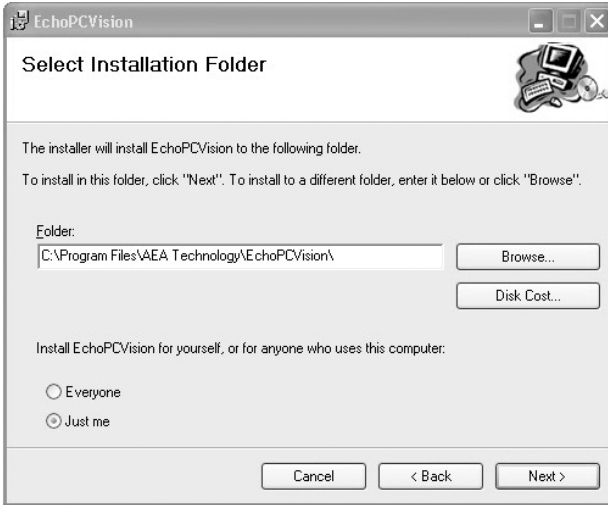 EchoPCVision
Select Installation Folder
The installer will install EchoPCVision to the following folder.
To install in this folder, click "Next". To install to a different folder, enter it below or click "Browse".
Folder:
C:\Program Files\AEA Technology\EchoPCVision\
Browse...
Disk Cost...
Install EchoPCVision for yourself, or for anyone who uses this computer:
Everyone
Just me
Cancel
< Back
Next >